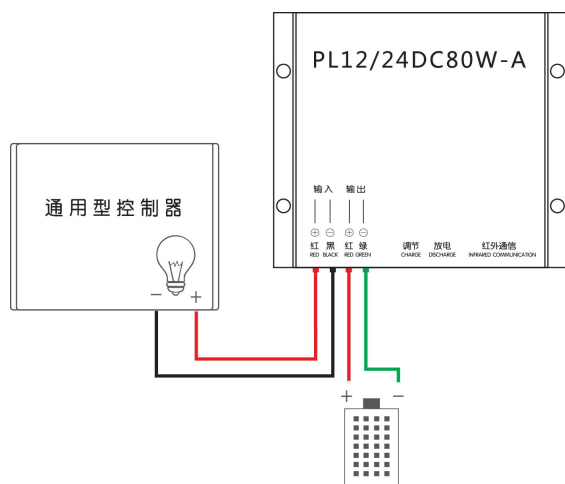 PL12/24DC80W-A
通用型控制器
输入 输出
⊕ ⊖ ⊕ ⊖
红 黑 红 绿 调节 放电 红外通信
RED BLACK RED GREEN CHARGE DISCHARGE INFRARED COMMUNICATION
− +
+ −